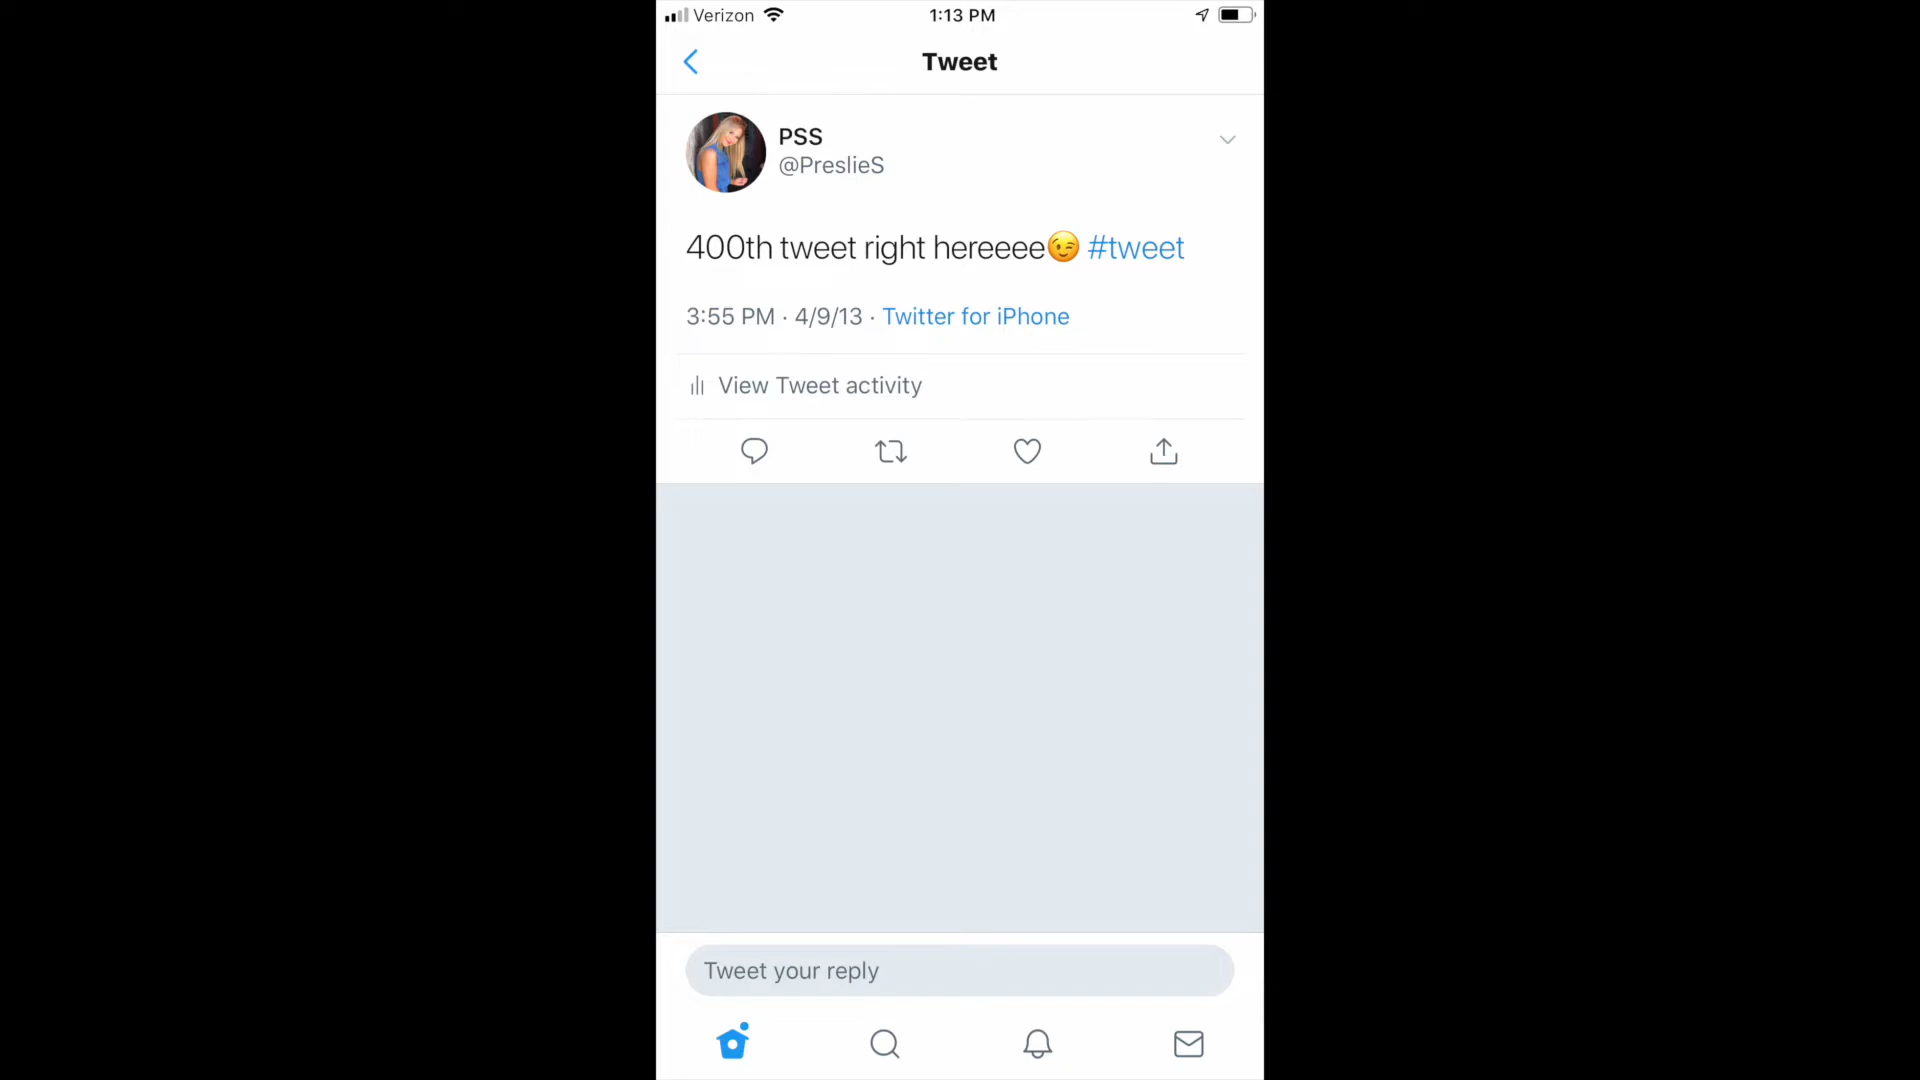 Verizon 1:13 PM
Tweet
PSS
@PreslieS
400th tweet right hereeee😉 #tweet
3:55 PM · 4/9/13 · Twitter for iPhone
View Tweet activity
Tweet your reply